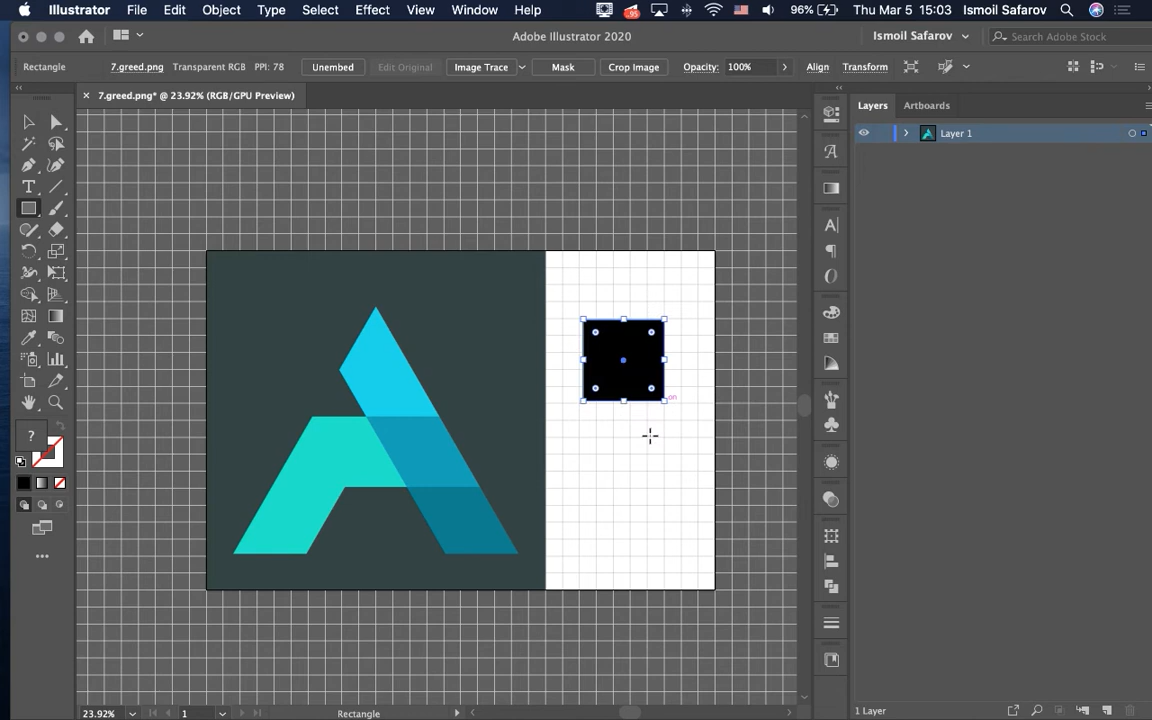 Illustrator File Edit Object Type Select Effect View Window Help 96% Thu Mar 5 15:03 Ismoil Safarov
Adobe Illustrator 2020 Ismoil Safarov Search Adobe Stock
Rectangle 7.greed.png Transparent RGB PPI: 78 Unembed Edit Original Image Trace Mask Crop Image Opacity: 100% Align Transform
7.greed.png* @ 23.92% (RGB/GPU Preview) Layers Artboards
Layer 1
on
?
23.92% 1 Rectangle 1 Layer